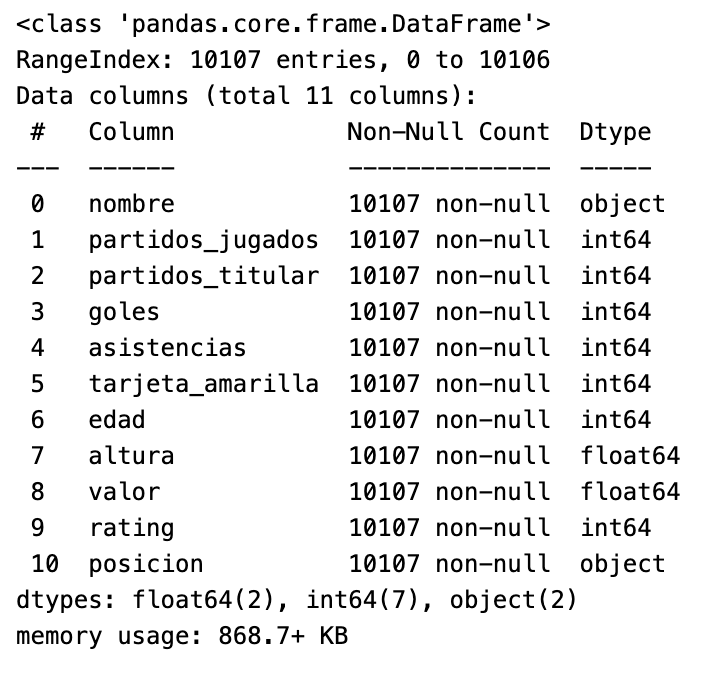 <class 'pandas.core.frame.DataFrame'>
RangeIndex: 10107 entries, 0 to 10106
Data columns (total 11 columns):
 #   Column            Non-Null Count  Dtype
---  ------            --------------  -----
 0   nombre            10107 non-null  object
 1   partidos_jugados  10107 non-null  int64
 2   partidos_titular  10107 non-null  int64
 3   goles             10107 non-null  int64
 4   asistencias       10107 non-null  int64
 5   tarjeta_amarilla  10107 non-null  int64
 6   edad              10107 non-null  int64
 7   altura            10107 non-null  float64
 8   valor             10107 non-null  float64
 9   rating            10107 non-null  int64
 10  posicion          10107 non-null  object
dtypes: float64(2), int64(7), object(2)
memory usage: 868.7+ KB